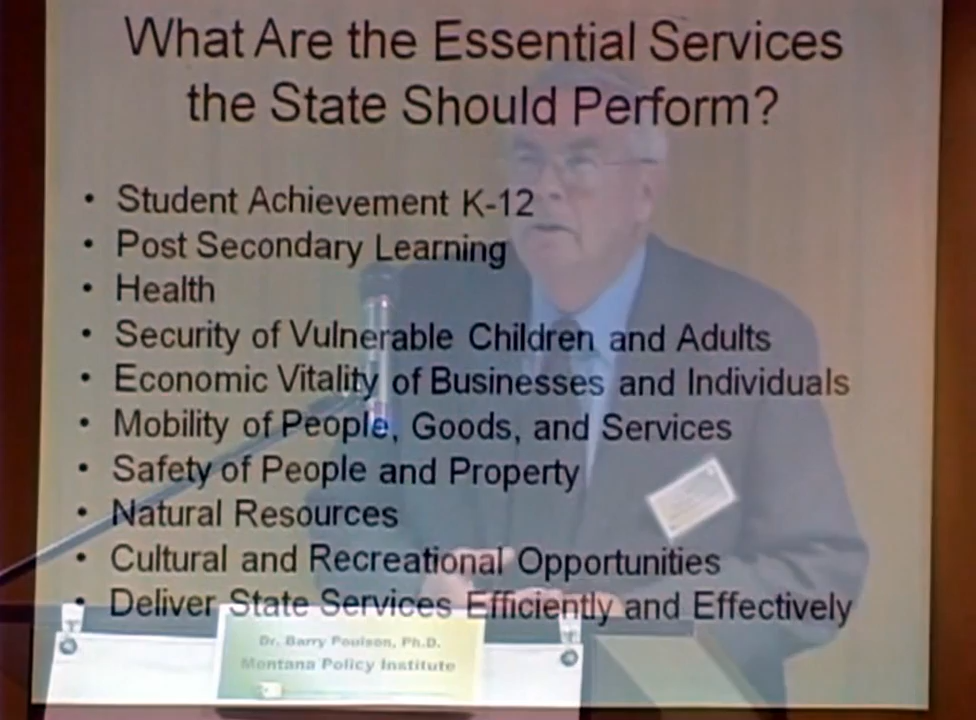 What Are the Essential Services
the State Should Perform?
• Student Achievement K-12
• Post Secondary Learning
• Health
• Security of Vulnerable Children and Adults
• Economic Vitality of Businesses and Individuals
• Mobility of People, Goods, and Services
• Safety of People and Property
• Natural Resources
• Cultural and Recreational Opportunities
• Deliver State Services Efficiently and Effectively
Dr. Barry Poulson, Ph.D.
Montana Policy Institute